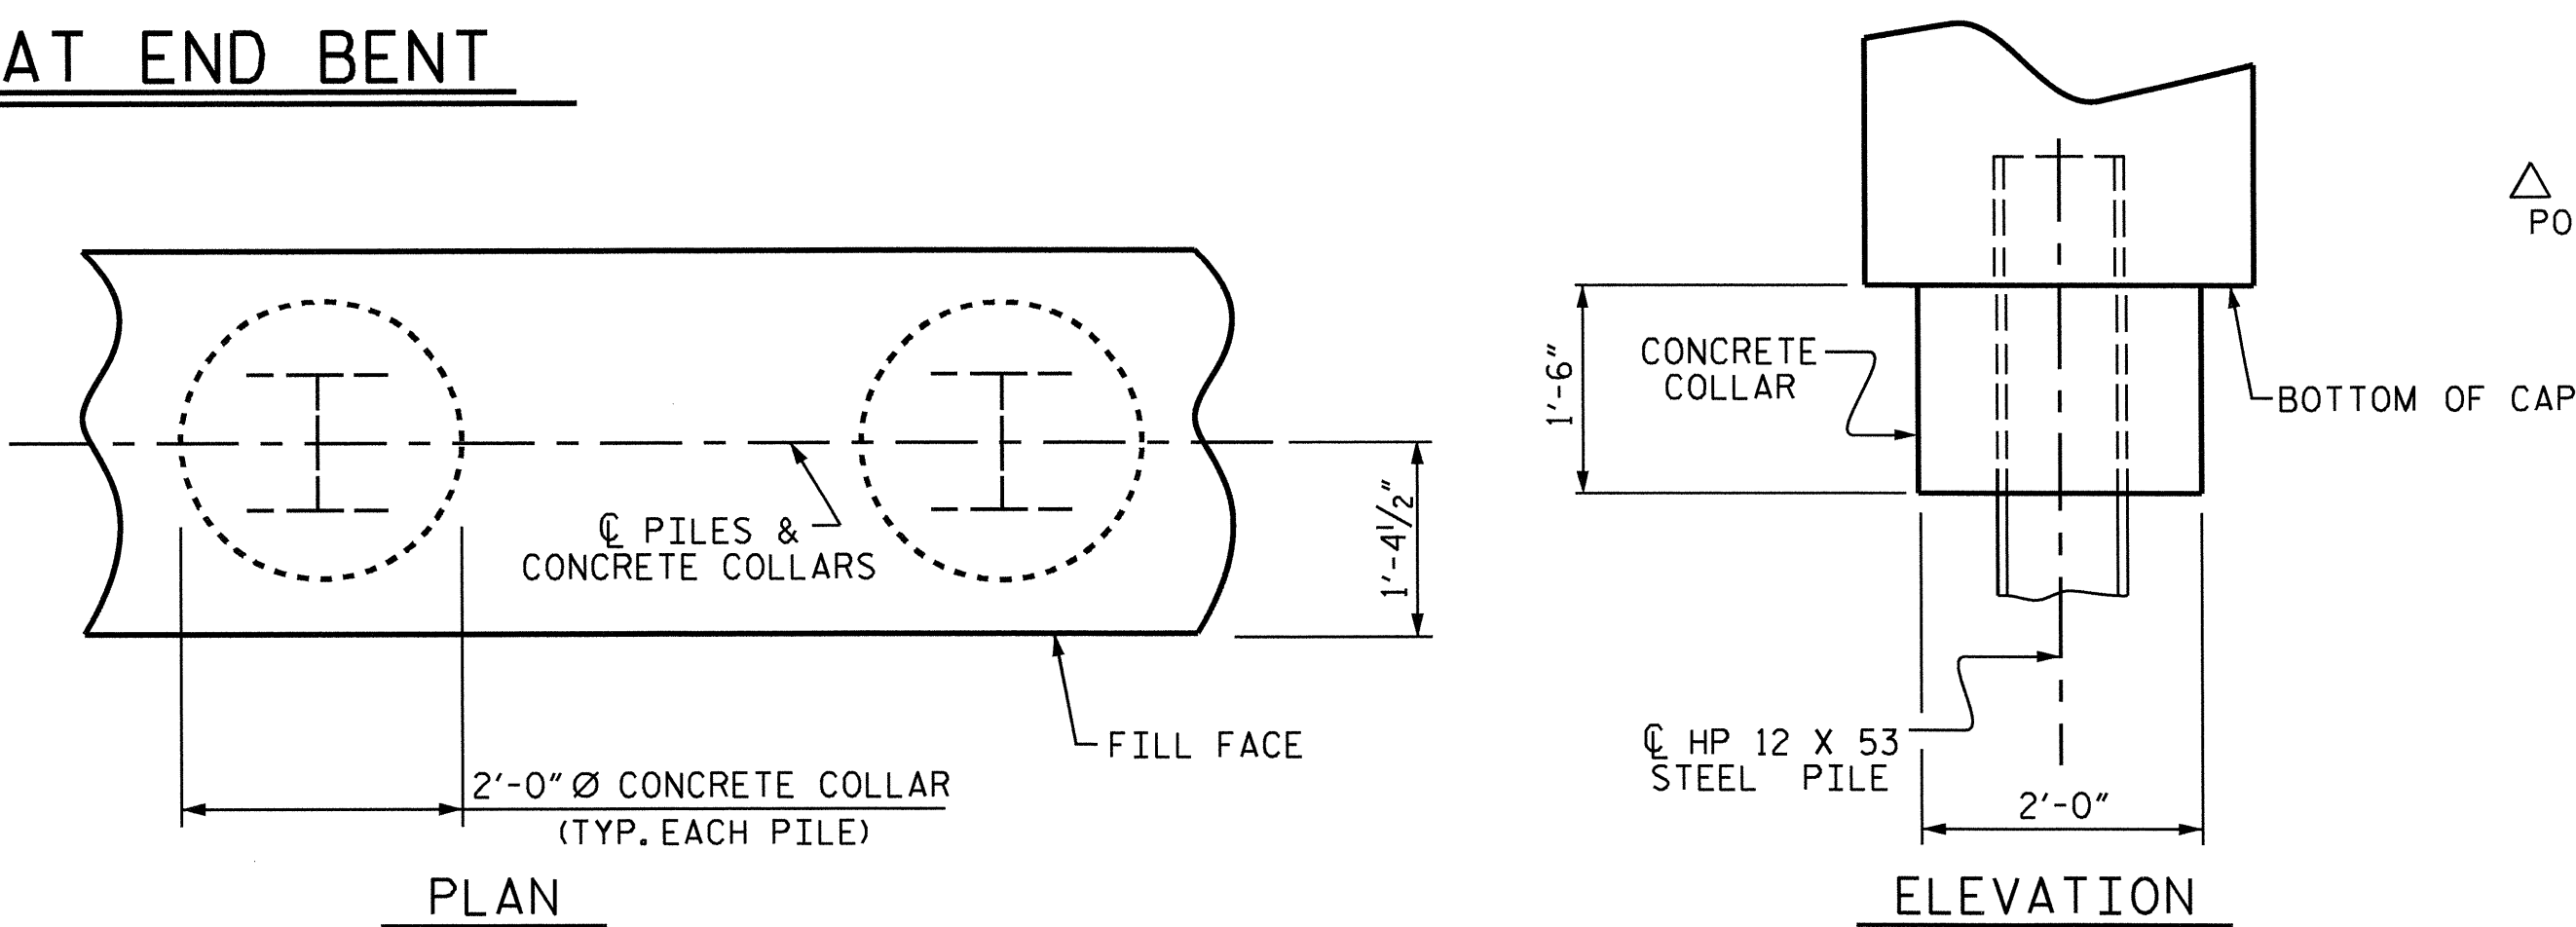 AT END BENT
℄ PILES &
CONCRETE COLLARS
1'-4½"
FILL FACE
2'-0" Ø CONCRETE COLLAR
(TYP. EACH PILE)
PLAN
1'-6"
CONCRETE
COLLAR
BOTTOM OF CAP
℄ HP 12 X 53
STEEL PILE
2'-0"
ELEVATION
PO